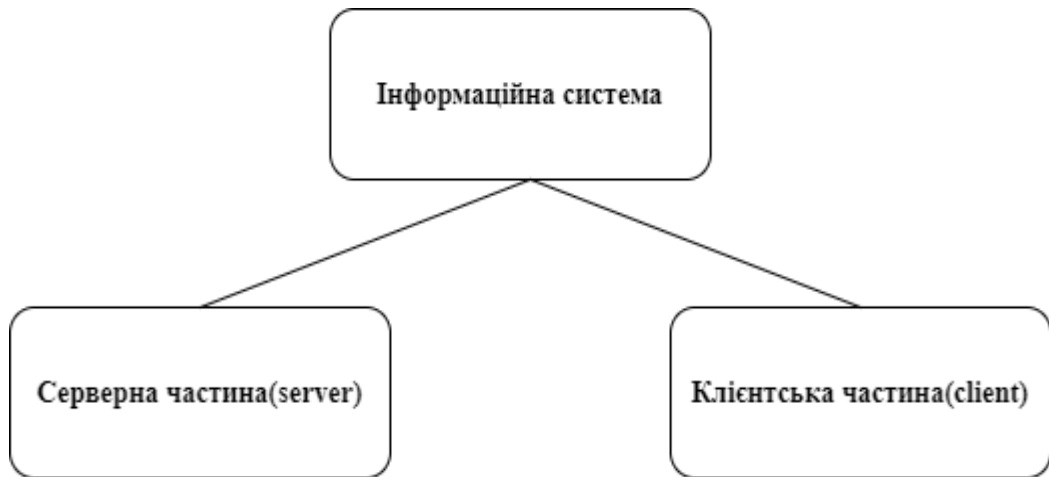 Інформаційна система
Серверна частина(server)
Клієнтська частина(client)